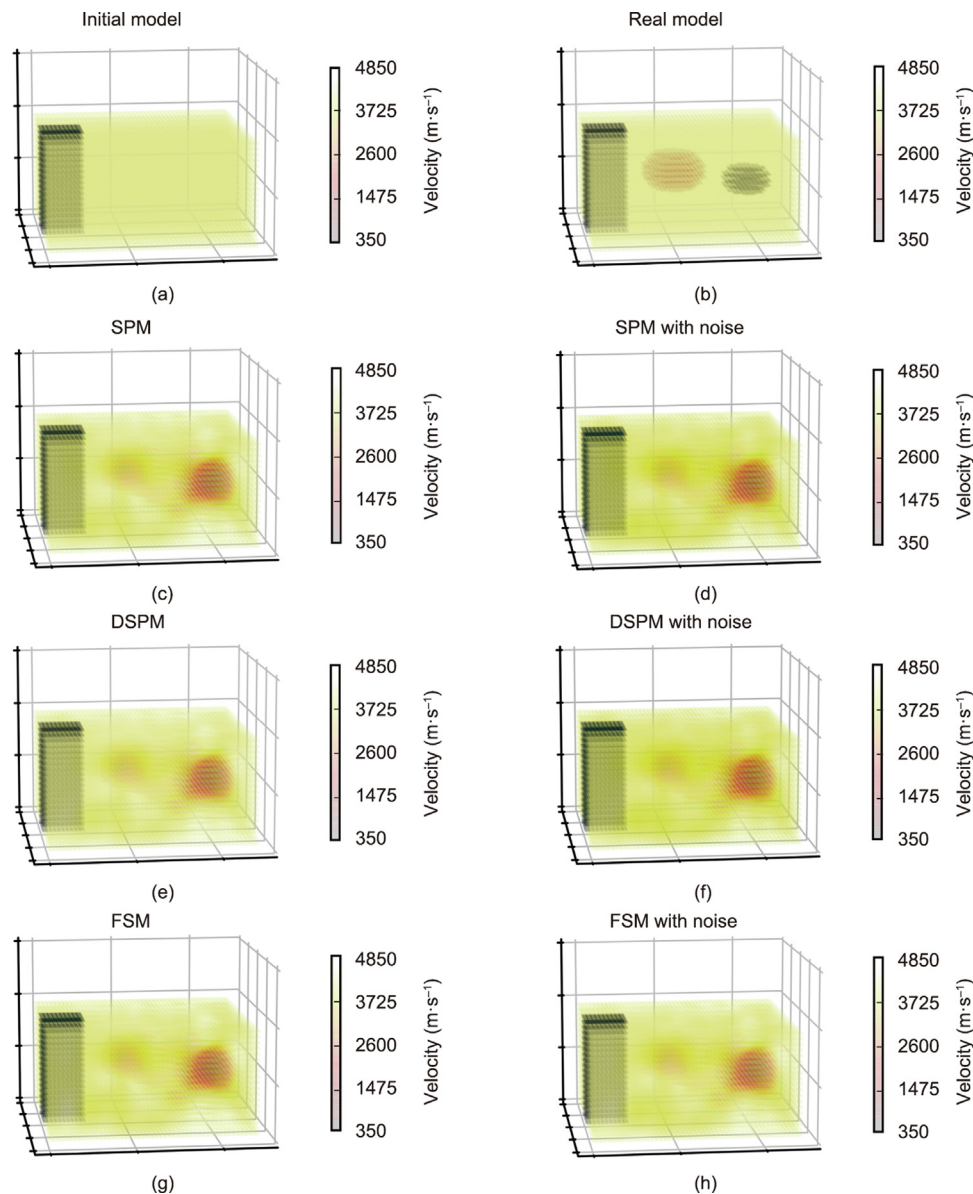 Initial model
Real model
4850
3725
2600
1475
350
Velocity (m·s⁻¹)
4850
3725
2600
1475
350
Velocity (m·s⁻¹)
(a)
(b)
SPM
SPM with noise
4850
3725
2600
1475
350
Velocity (m·s⁻¹)
4850
3725
2600
1475
350
Velocity (m·s⁻¹)
(c)
(d)
DSPM
DSPM with noise
4850
3725
2600
1475
350
Velocity (m·s⁻¹)
4850
3725
2600
1475
350
Velocity (m·s⁻¹)
(e)
(f)
FSM
FSM with noise
4850
3725
2600
1475
350
Velocity (m·s⁻¹)
4850
3725
2600
1475
350
Velocity (m·s⁻¹)
(g)
(h)